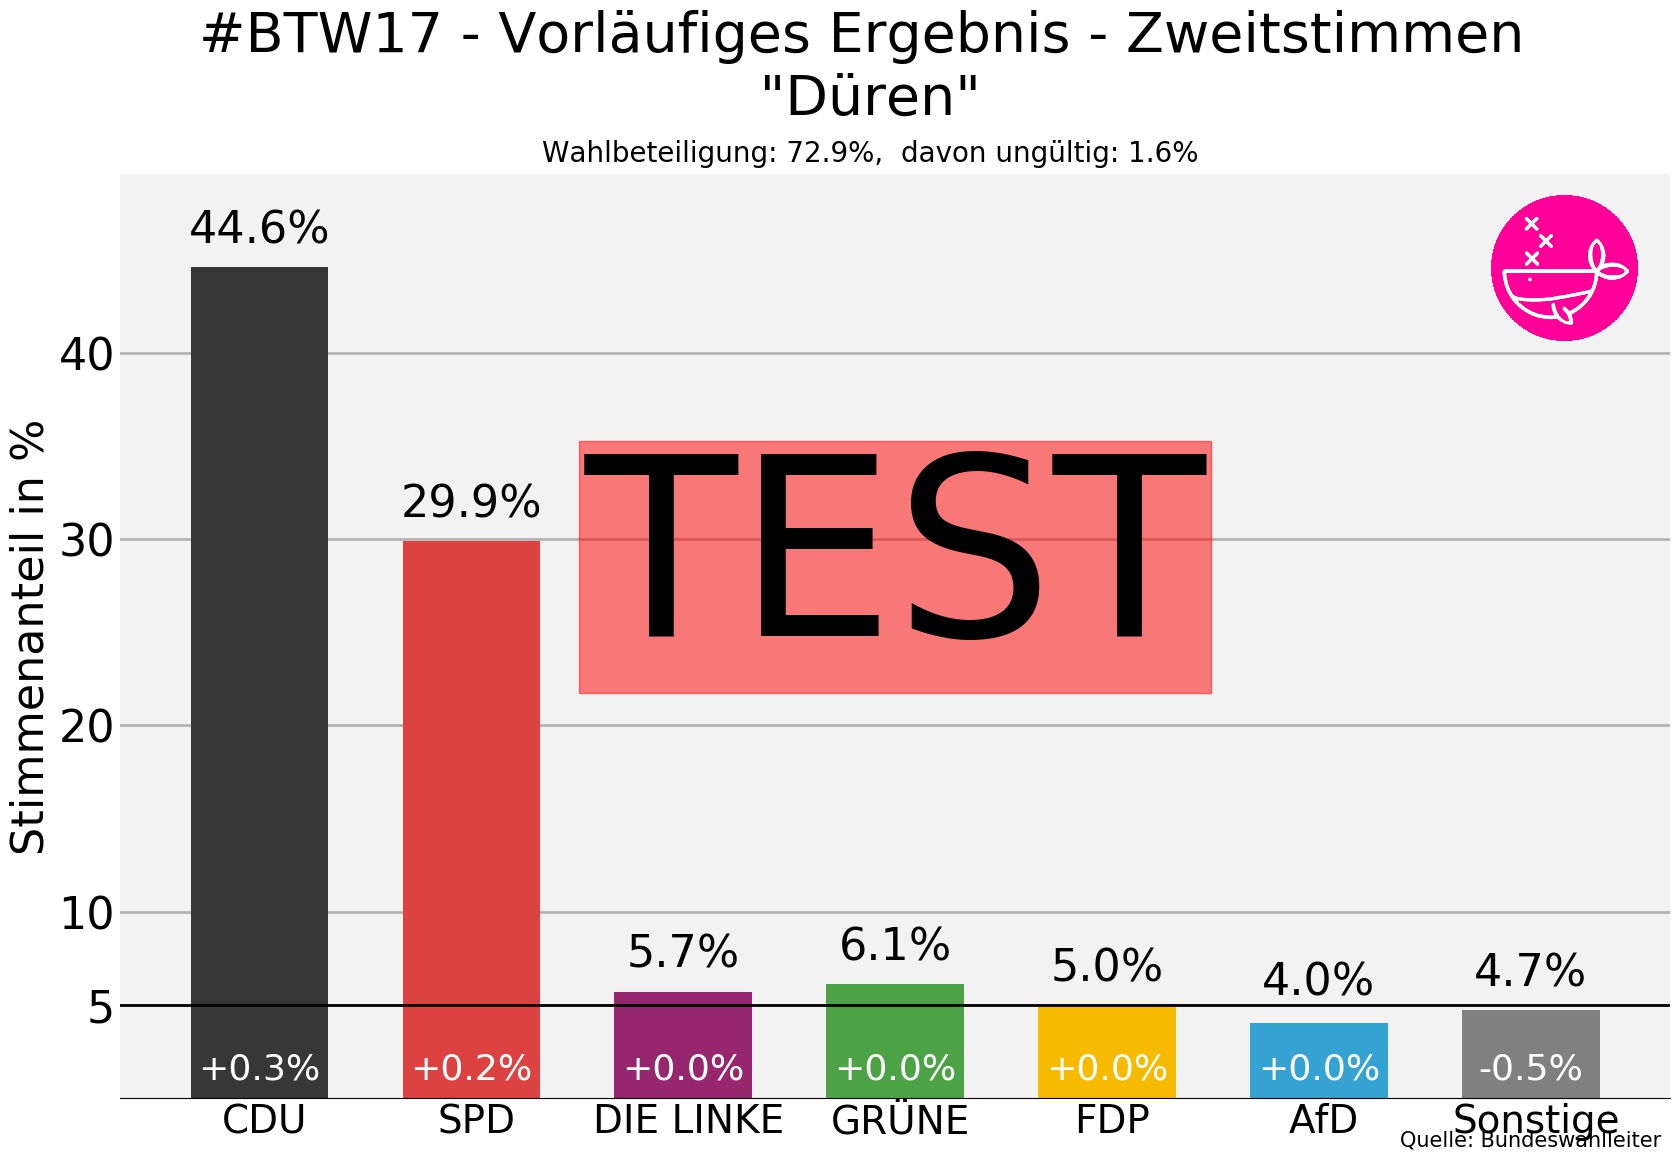 #BTW17 - Vorläufiges Ergebnis - Zweitstimmen
"Düren"
Wahlbeteiligung: 72.9%,  davon ungültig: 1.6%
44.6%
29.9%
5.7%
6.1%
5.0%
4.0%
4.7%
TEST
Stimmenanteil in %
40
30
20
10
5
+0.3%
+0.2%
+0.0%
+0.0%
+0.0%
+0.0%
-0.5%
CDU
SPD
DIE LINKE
GRÜNE
FDP
AfD
Sonstige
Quelle: Bundeswahlleiter